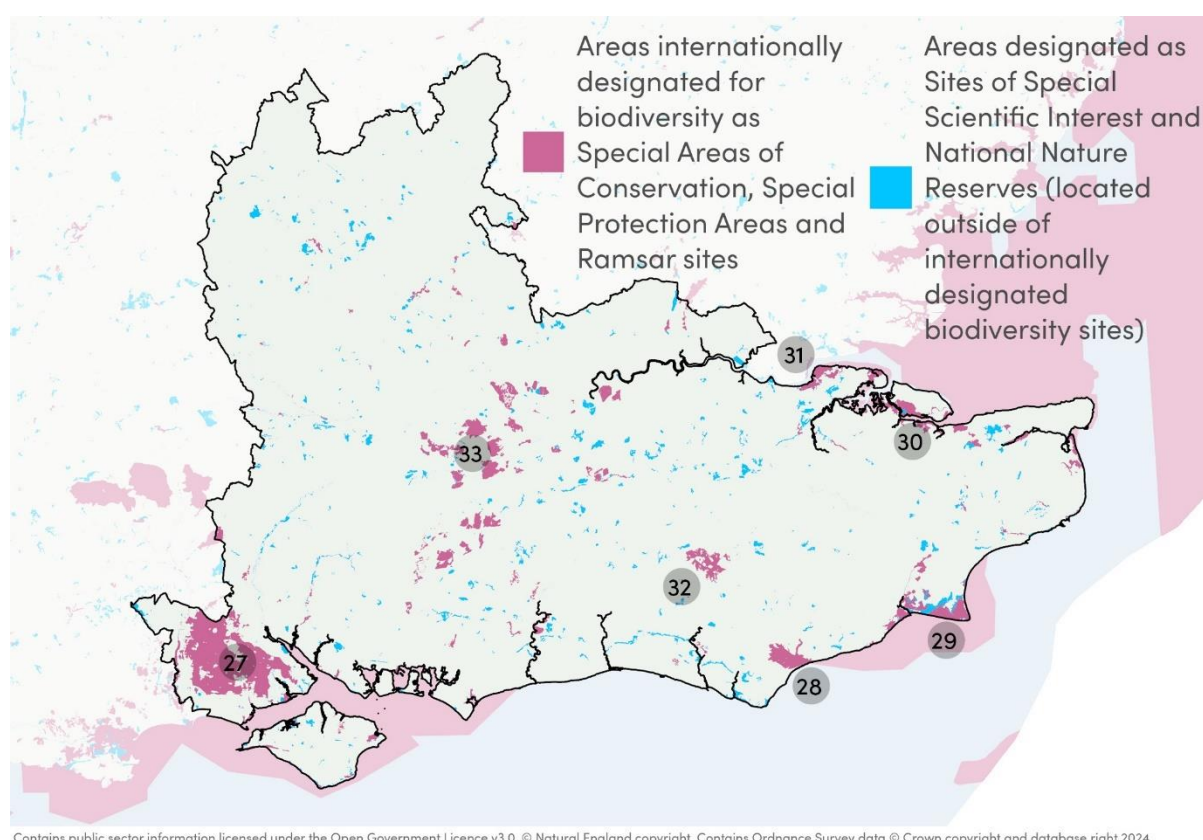 Areas internationally
designated for
biodiversity as
Special Areas of
Conservation, Special
Protection Areas and
Ramsar sites
Areas designated as
Sites of Special
Scientific Interest and
National Nature
Reserves (located
outside of
internationally
designated
biodiversity sites)
31
30
33
32
29
27
28
Contains public sector information licensed under the Open Government Licence v3.0. © Natural England copyright. Contains Ordnance Survey data © Crown copyright and database right 2024.